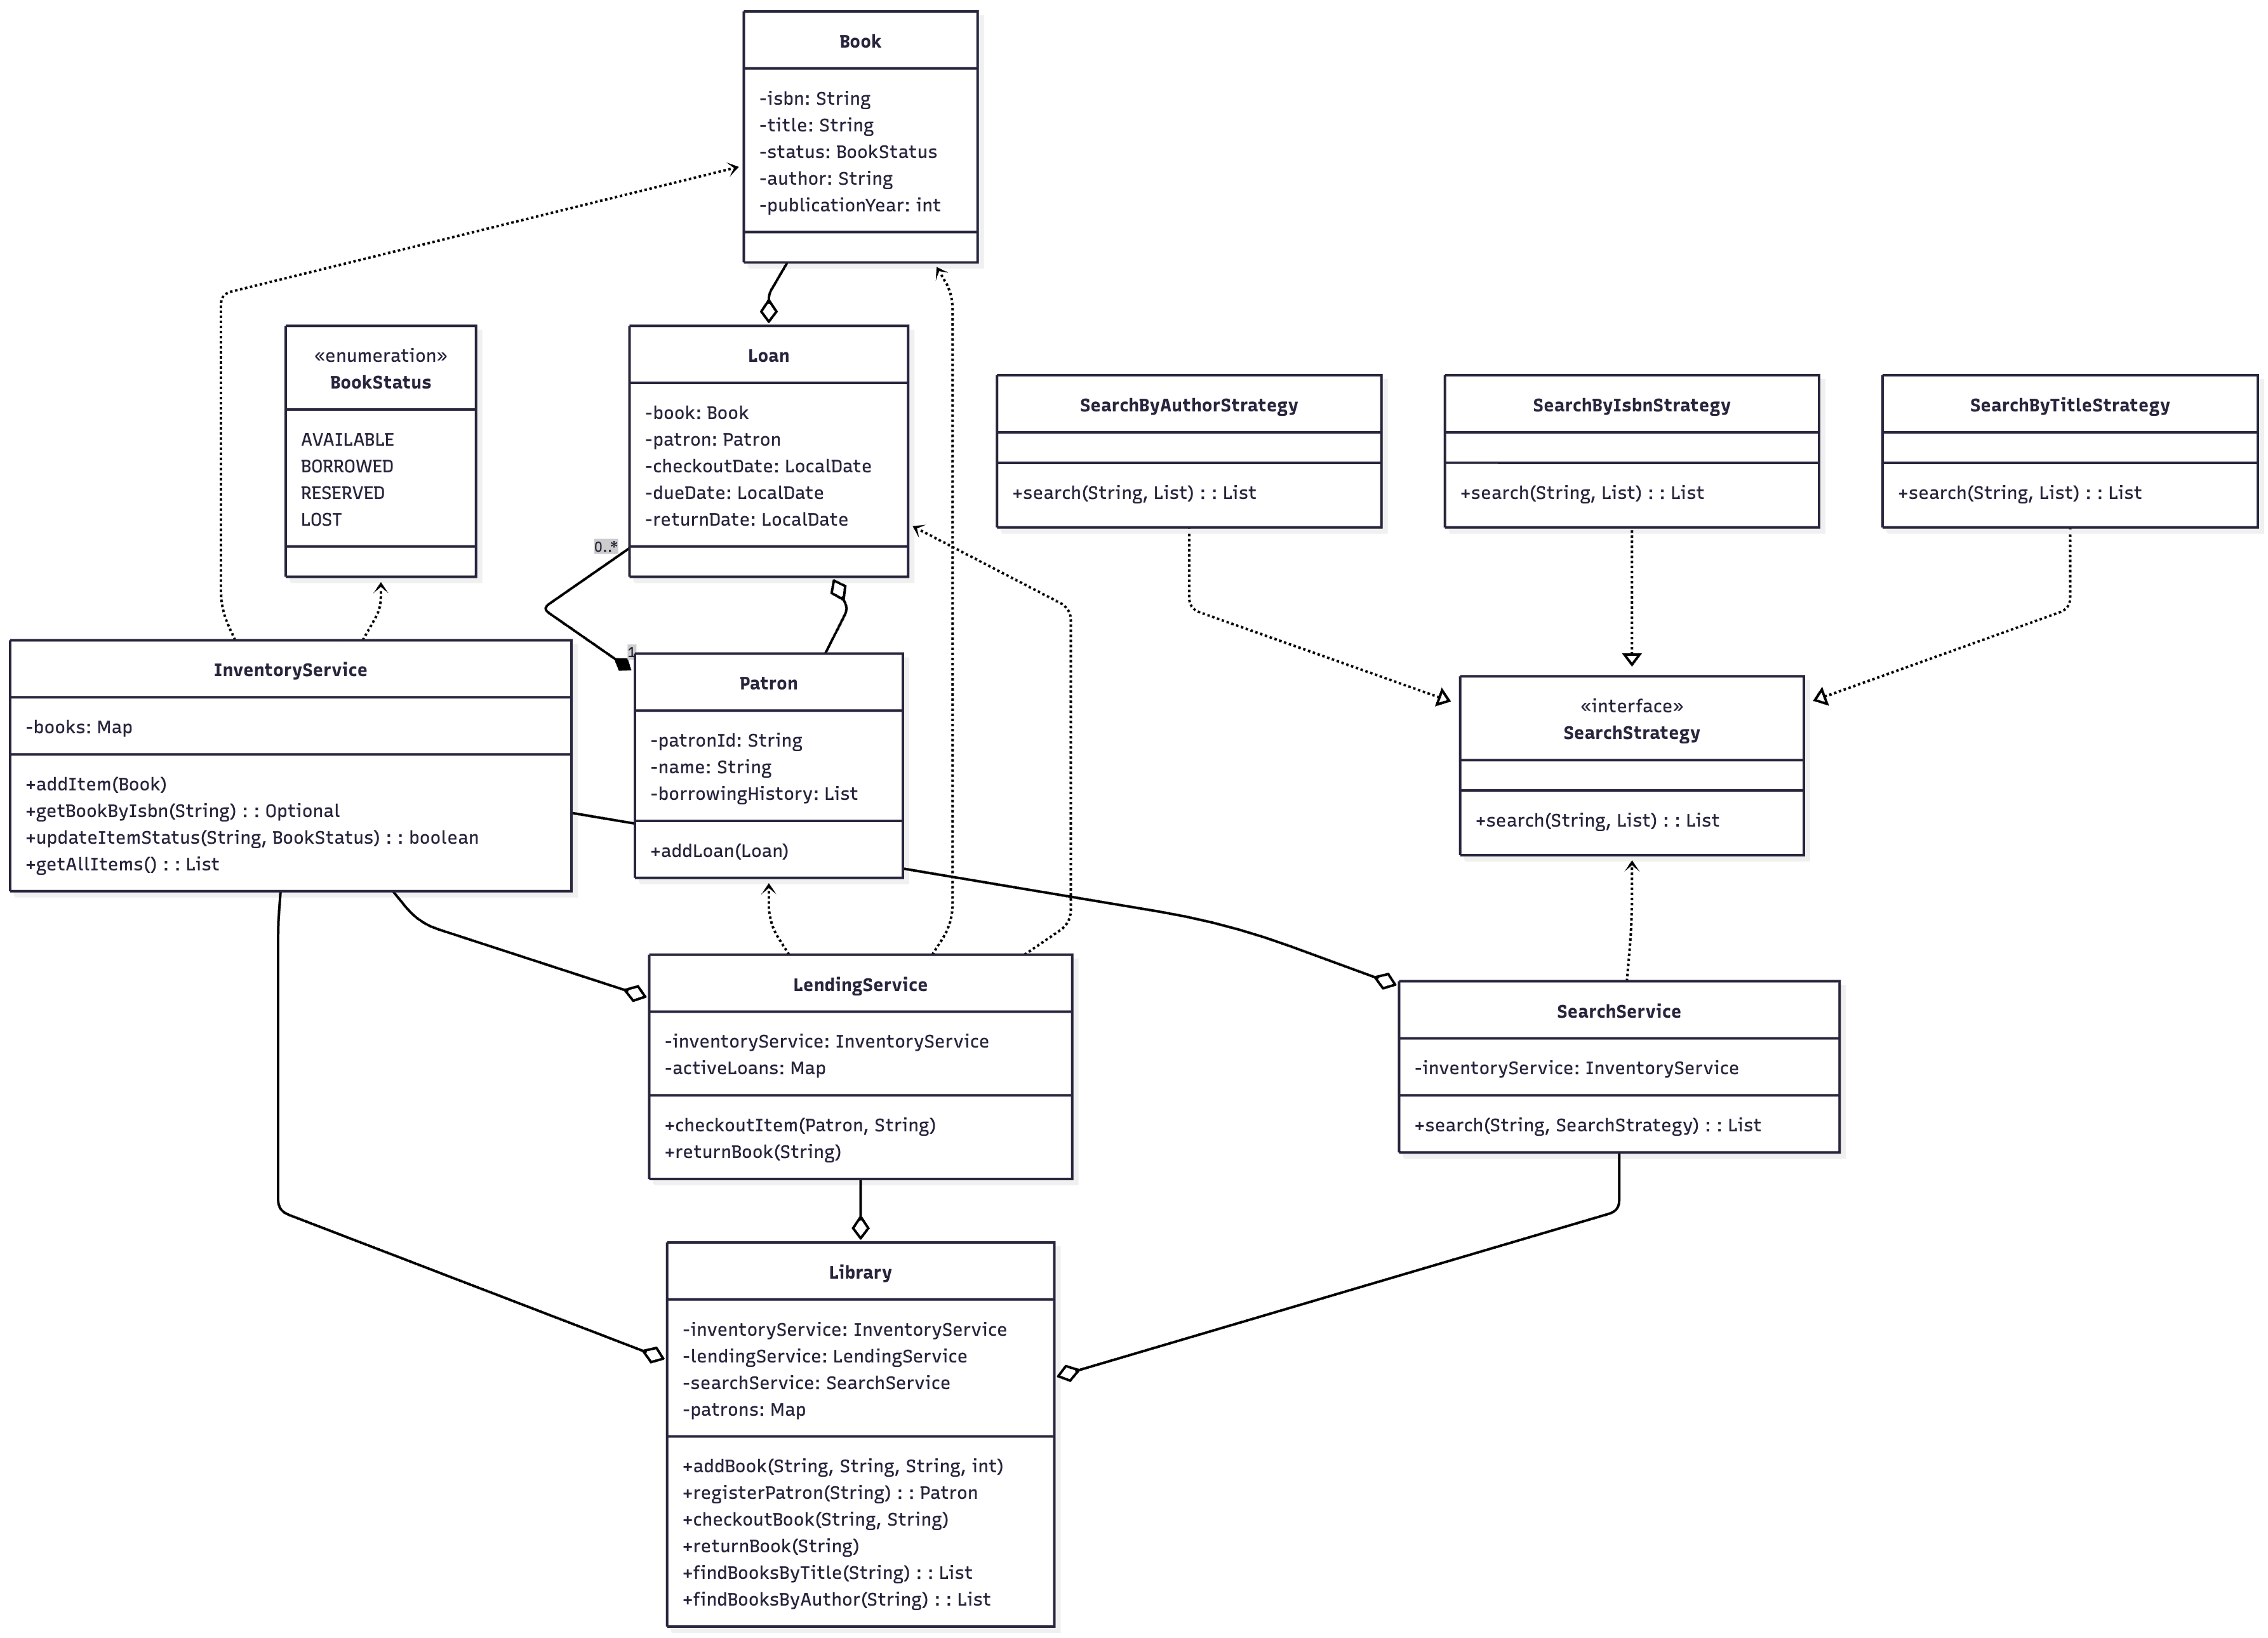 Book
-isbn: String
-title: String
-status: BookStatus
-author: String
-publicationYear: int
«enumeration»
BookStatus
AVAILABLE
BORROWED
RESERVED
LOST
Loan
-book: Book
-patron: Patron
-checkoutDate: LocalDate
-dueDate: LocalDate
-returnDate: LocalDate
0..*
1
SearchByAuthorStrategy
+search(String, List) : : List
SearchByIsbnStrategy
+search(String, List) : : List
SearchByTitleStrategy
+search(String, List) : : List
InventoryService
-books: Map
+addItem(Book)
+getBookByIsbn(String) : : Optional
+updateItemStatus(String, BookStatus) : : boolean
+getAllItems() : : List
Patron
-patronId: String
-name: String
-borrowingHistory: List
+addLoan(Loan)
«interface»
SearchStrategy
+search(String, List) : : List
LendingService
-inventoryService: InventoryService
-activeLoans: Map
+checkoutItem(Patron, String)
+returnBook(String)
SearchService
-inventoryService: InventoryService
+search(String, SearchStrategy) : : List
Library
-inventoryService: InventoryService
-lendingService: LendingService
-searchService: SearchService
-patrons: Map
+addBook(String, String, String, int)
+registerPatron(String) : : Patron
+checkoutBook(String, String)
+returnBook(String)
+findBooksByTitle(String) : : List
+findBooksByAuthor(String) : : List